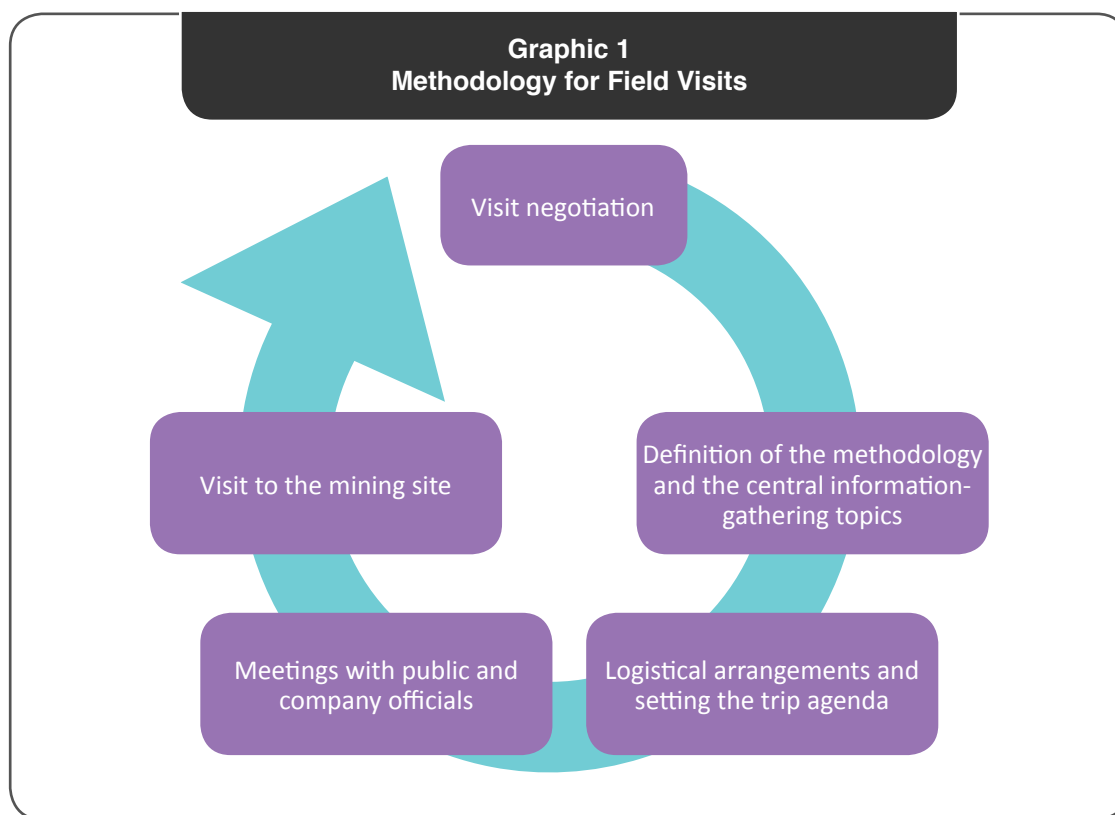 Graphic 1
Methodology for Field Visits
Visit negotiation
Definition of the methodology
and the central information-
gathering topics
Logistical arrangements and
setting the trip agenda
Meetings with public and
company officials
Visit to the mining site